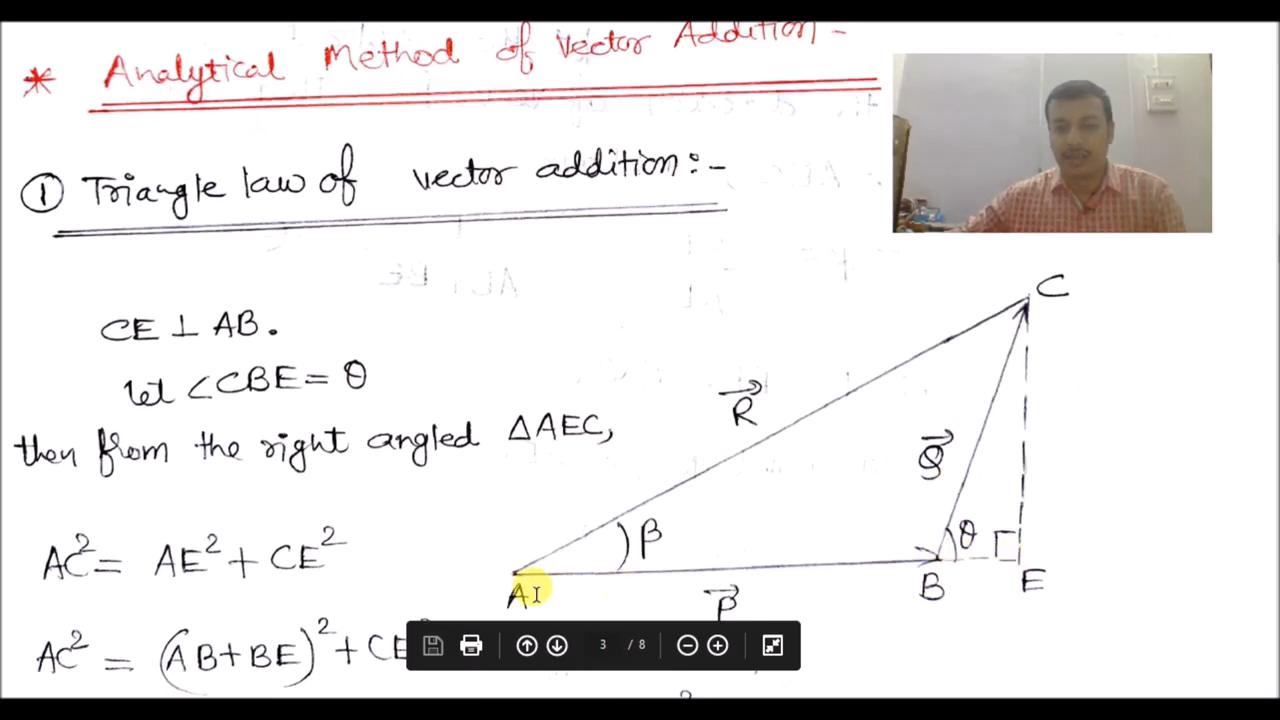 * Analytical Method of Vector Addition -
① Triangle law of vector addition :-
CE ⊥ AB.
let ∠CBE = θ
then from the right angled ΔAEC,
AC² = AE² + CE²
AC² = (AB+BE)² + CE
C
R⃗
Q⃗
β
θ
A
B
E
P⃗
3 / 8